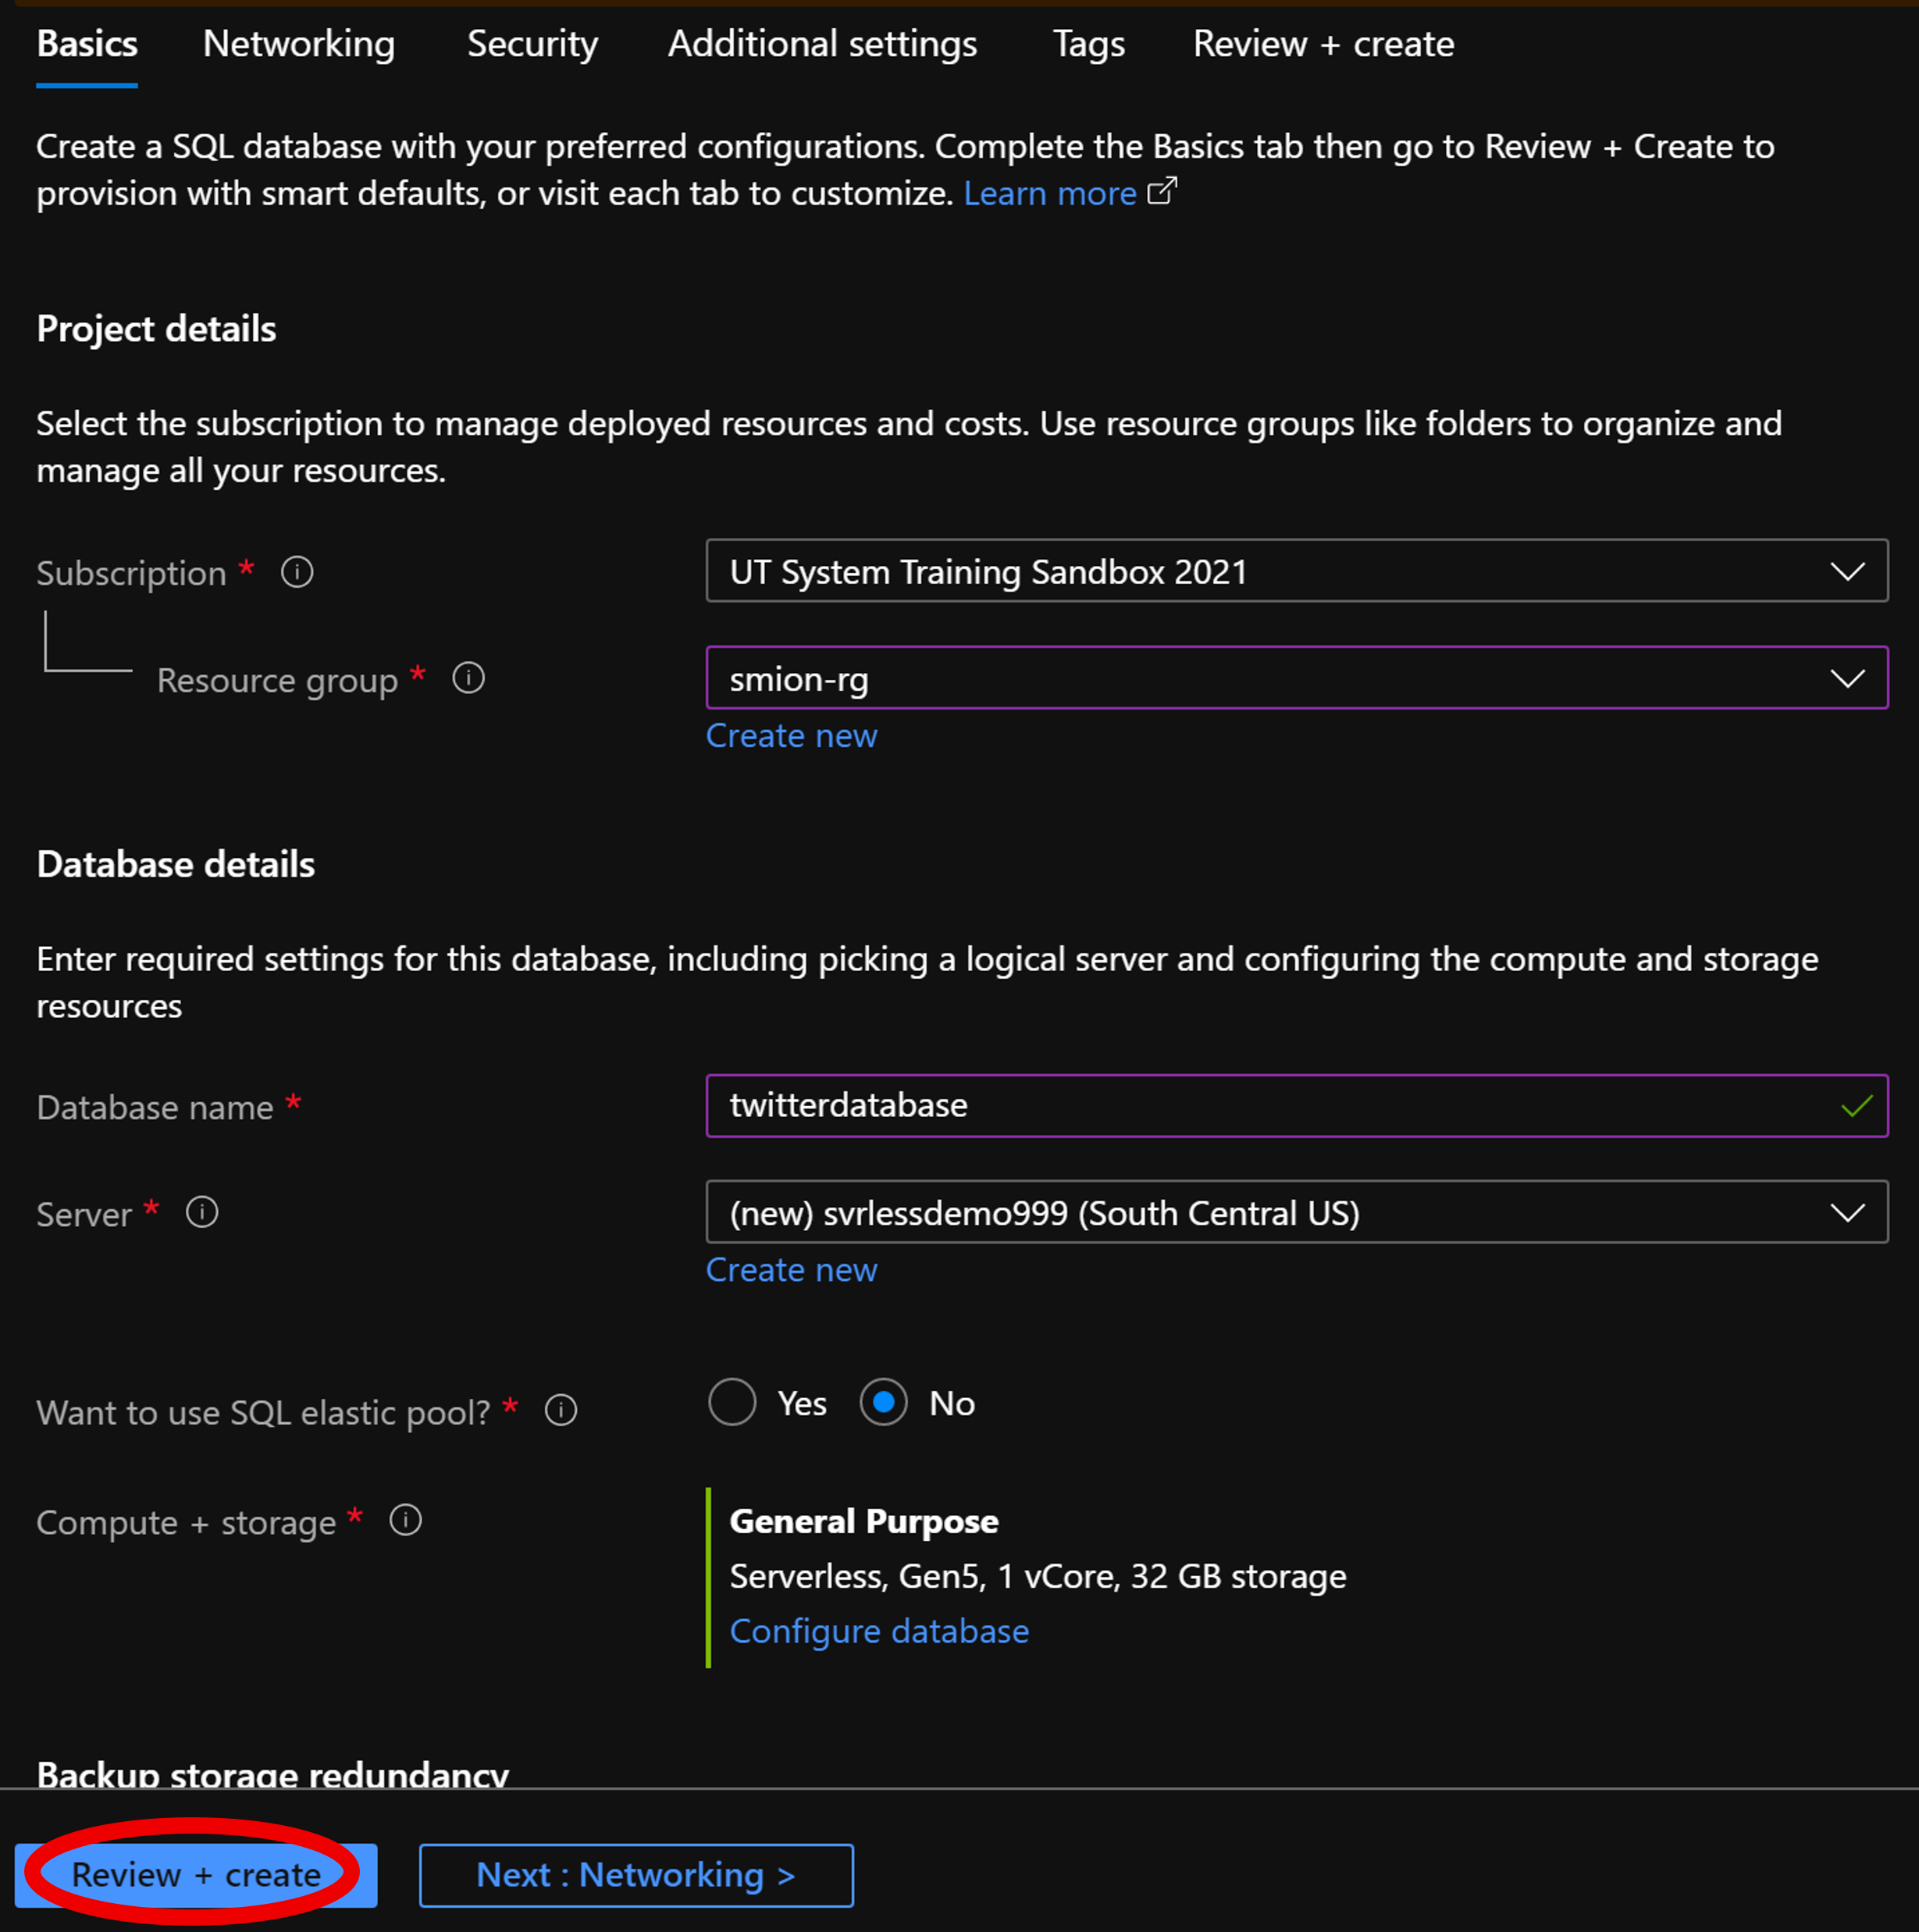 Basics Networking Security Additional settings Tags Review + create
Create a SQL database with your preferred configurations. Complete the Basics tab then go to Review + Create to
provision with smart defaults, or visit each tab to customize. Learn more
Project details
Select the subscription to manage deployed resources and costs. Use resource groups like folders to organize and
manage all your resources.
Subscription * UT System Training Sandbox 2021
Resource group * smion-rg
Create new
Database details
Enter required settings for this database, including picking a logical server and configuring the compute and storage
resources
Database name * twitterdatabase
Server * (new) svrlessdemo999 (South Central US)
Create new
Want to use SQL elastic pool? * Yes No
Compute + storage * General Purpose
Serverless, Gen5, 1 vCore, 32 GB storage
Configure database
Backup storage redundancy
Review + create Next : Networking >